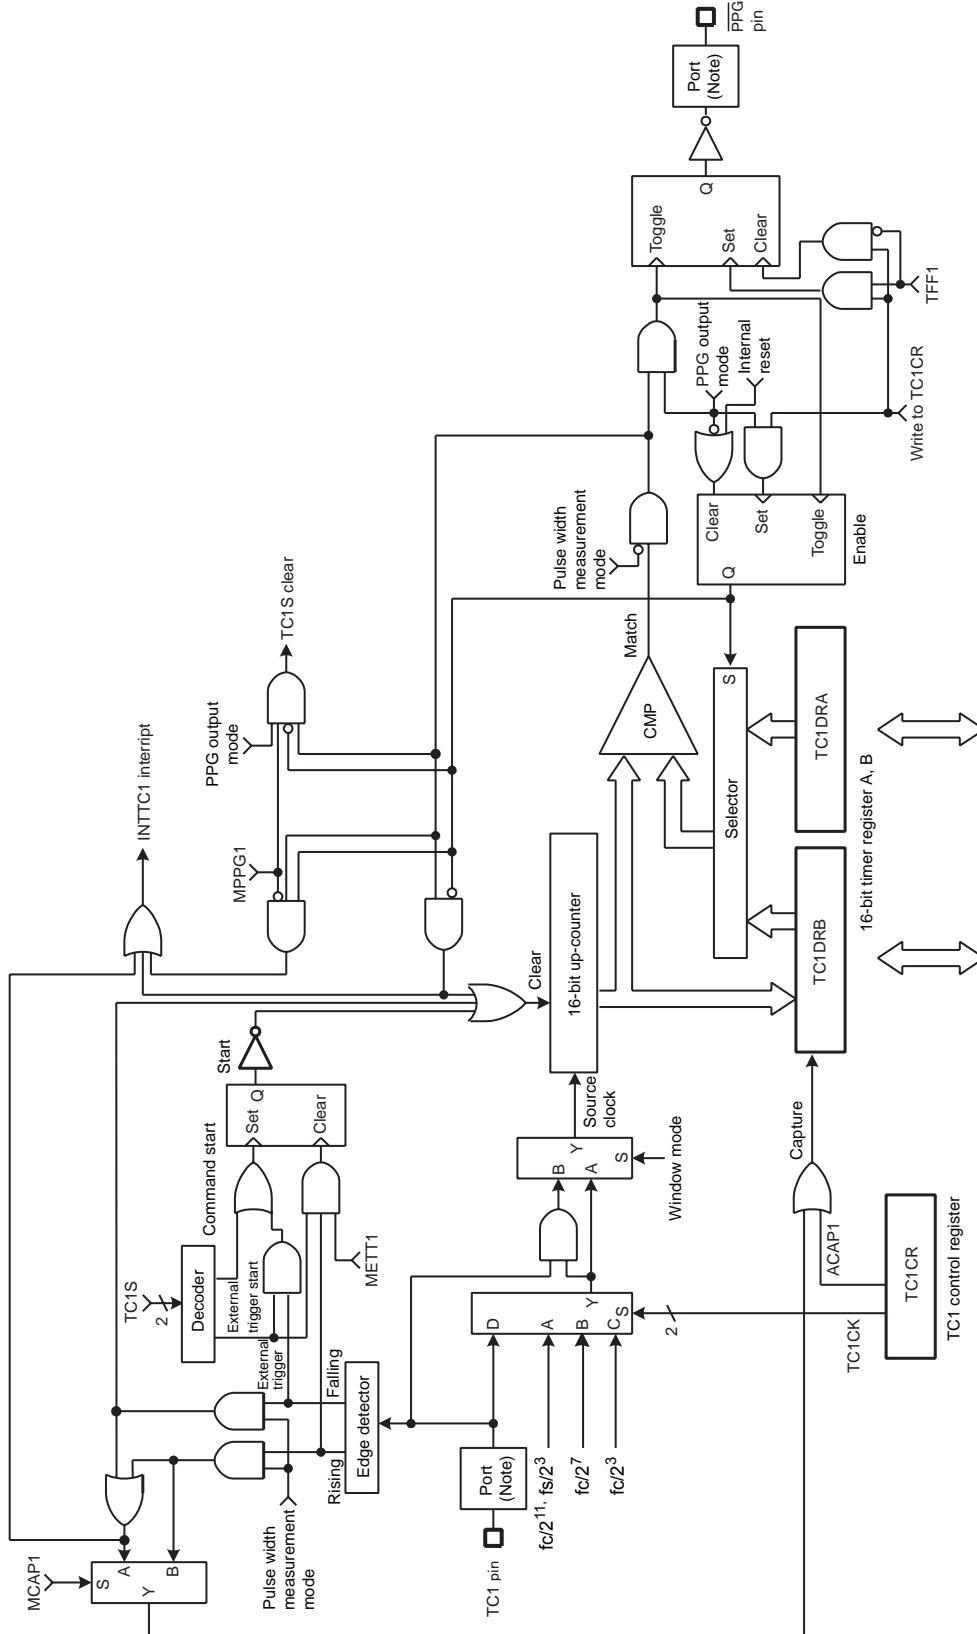 MCAP1
S
A
B
Y
Pulse width
measurement
mode
Rising
Falling
Edge detector
External
trigger
TC1S
2
Decoder
External
trigger start
Command start
METT1
Set
Q
Clear
Start
INTTC1 interript
MPPG1
PPG output
mode
TC1S clear
TC1 pin
Port
(Note)
fc/2¹¹, fs/2³
fc/2⁷
fc/2³
D
A
B
C
S
Y
B
A
Y
S
Window mode
Source
clock
Clear
16-bit up-counter
CMP
Match
Pulse width
measurement
mode
TC1CK
2
ACAP1
Capture
TC1CR
TC1 control register
TC1DRB
TC1DRA
16-bit timer register A, B
Selector
S
Q
Clear
Set
Toggle
Enable
PPG output
mode
Internal
reset
Write to TC1CR
TFF1
Toggle
Set
Clear
Q
Port
(Note)
P̅P̅G̅
pin